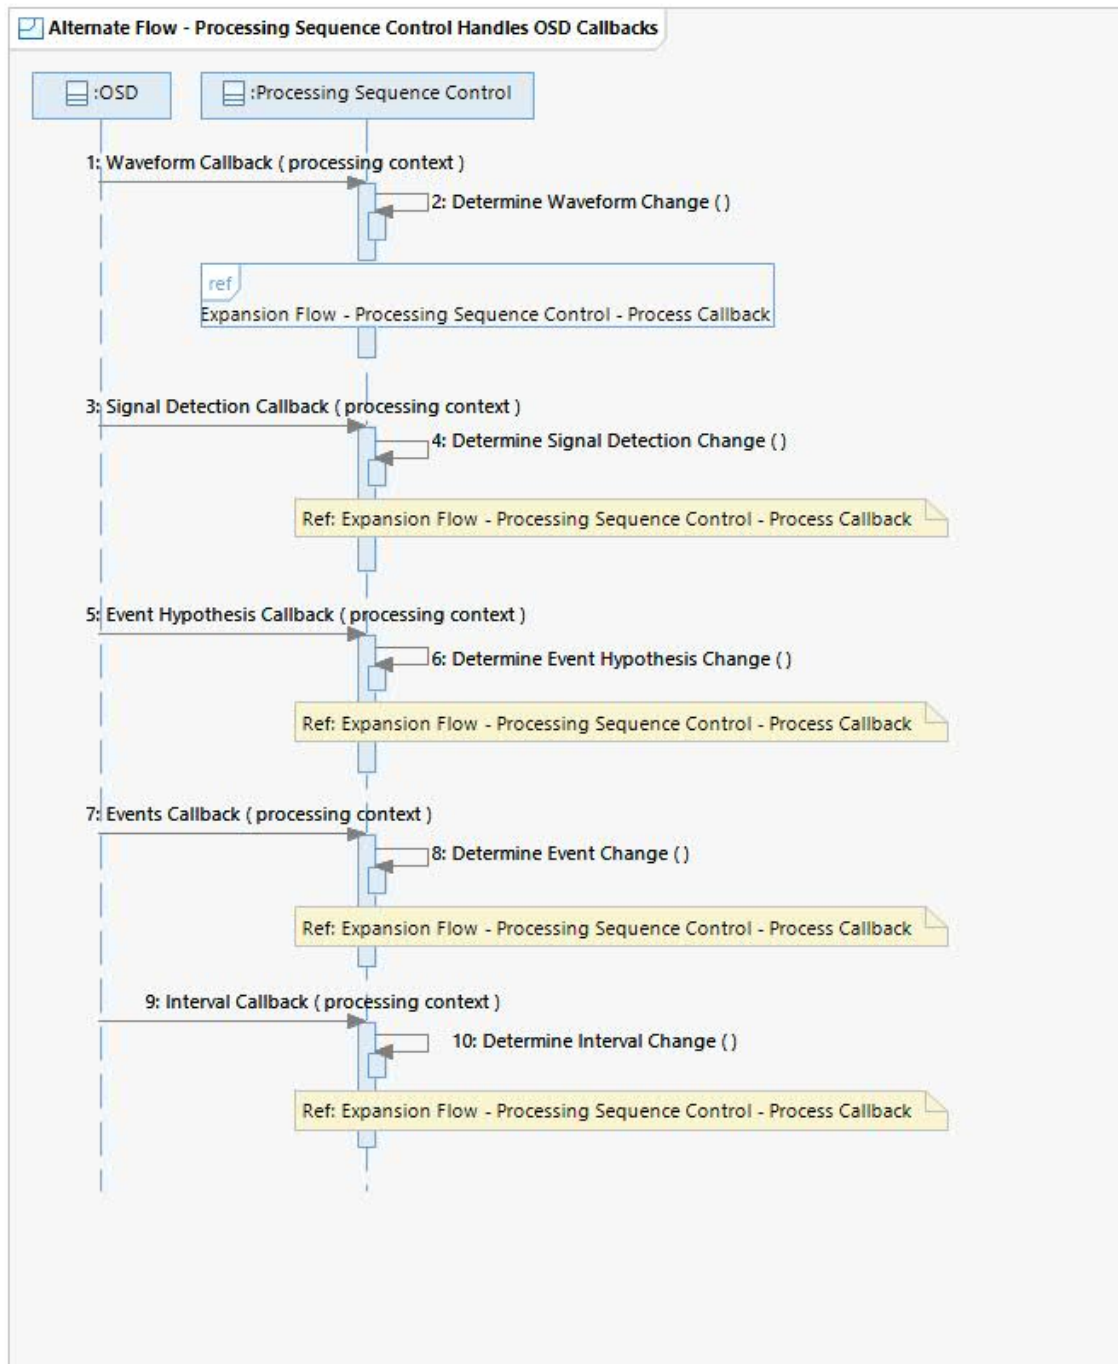 Alternate Flow - Processing Sequence Control Handles OSD Callbacks
:OSD
:Processing Sequence Control
1: Waveform Callback ( processing context )
2: Determine Waveform Change ( )
ref
Expansion Flow - Processing Sequence Control - Process Callback
3: Signal Detection Callback ( processing context )
4: Determine Signal Detection Change ( )
Ref: Expansion Flow - Processing Sequence Control - Process Callback
5: Event Hypothesis Callback ( processing context )
6: Determine Event Hypothesis Change ( )
Ref: Expansion Flow - Processing Sequence Control - Process Callback
7: Events Callback ( processing context )
8: Determine Event Change ( )
Ref: Expansion Flow - Processing Sequence Control - Process Callback
9: Interval Callback ( processing context )
10: Determine Interval Change ( )
Ref: Expansion Flow - Processing Sequence Control - Process Callback